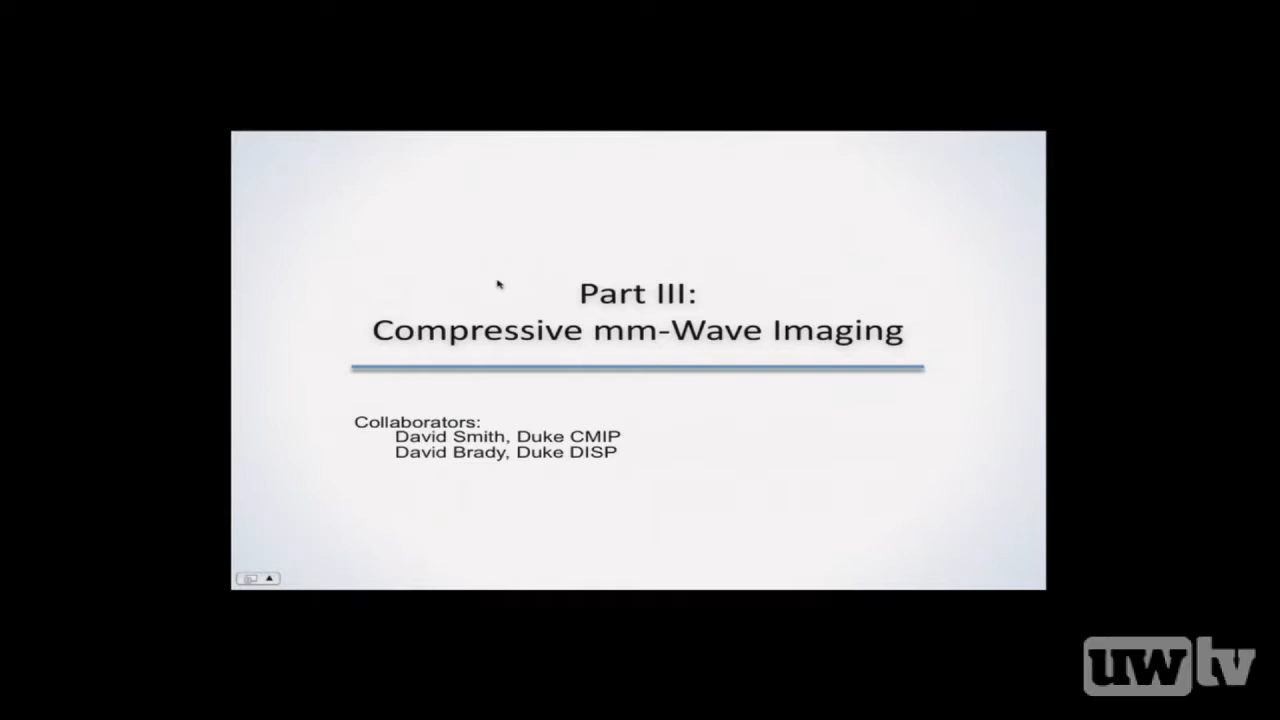 Part III:
Compressive mm-Wave Imaging
Collaborators:
David Smith, Duke CMIP
David Brady, Duke DISP
uwtv